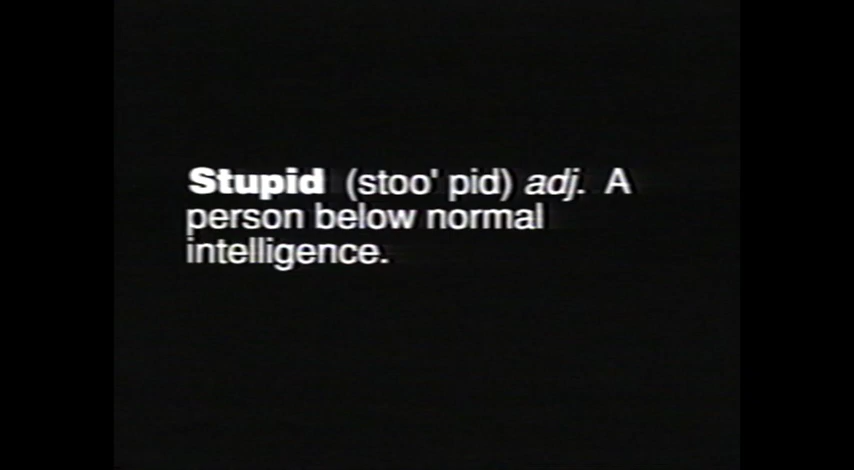 Stupid (stoo' pid) adj. A
person below normal
intelligence.